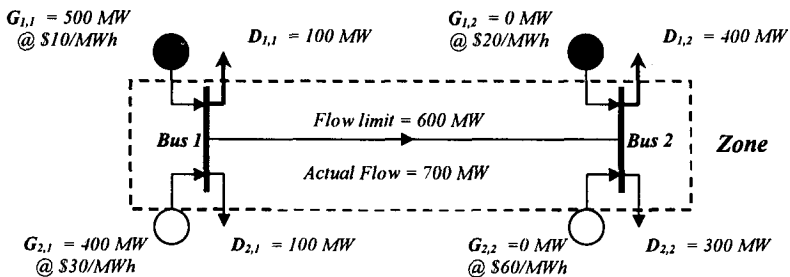 G1,1 = 500 MW
@ $10/MWh
D1,1 = 100 MW
G1,2 = 0 MW
@ $20/MWh
D1,2 = 400 MW
Flow limit = 600 MW
Bus 1
Bus 2
Zone
Actual Flow = 700 MW
G2,1 = 400 MW
@ $30/MWh
D2,1 = 100 MW
G2,2 =0 MW
@ $60/MWh
D2,2 = 300 MW